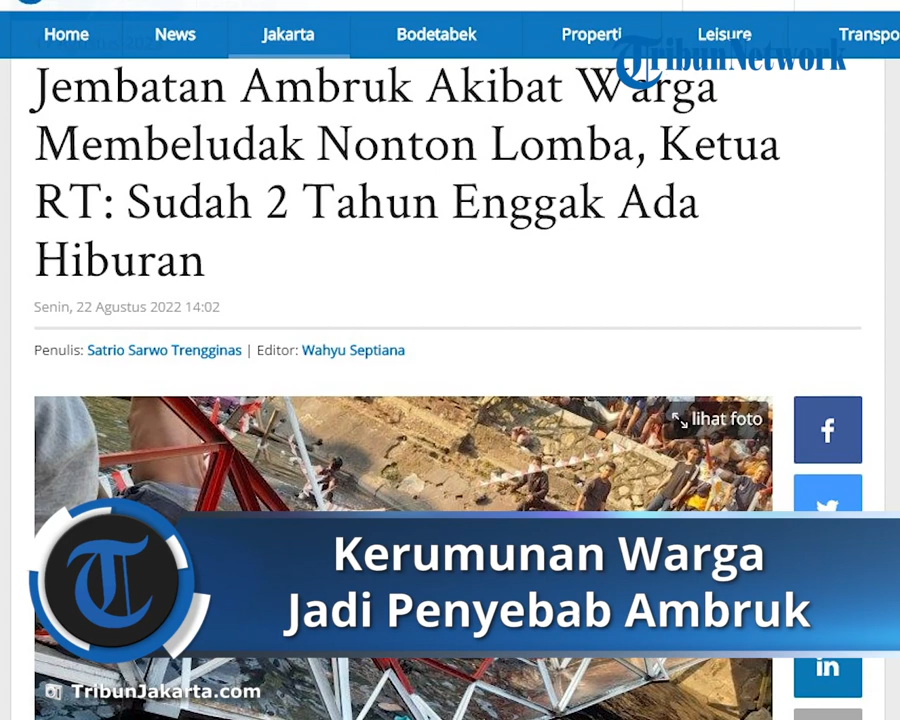 Home News Jakarta Bodetabek Properti Leisure Transpo
TribunNetwork
Jembatan Ambruk Akibat Warga
Membeludak Nonton Lomba, Ketua
RT: Sudah 2 Tahun Enggak Ada
Hiburan
Senin, 22 Agustus 2022 14:02
Penulis: Satrio Sarwo Trengginas | Editor: Wahyu Septiana
lihat foto
f
T
Kerumunan Warga
Jadi Penyebab Ambruk
in
TribunJakarta.com